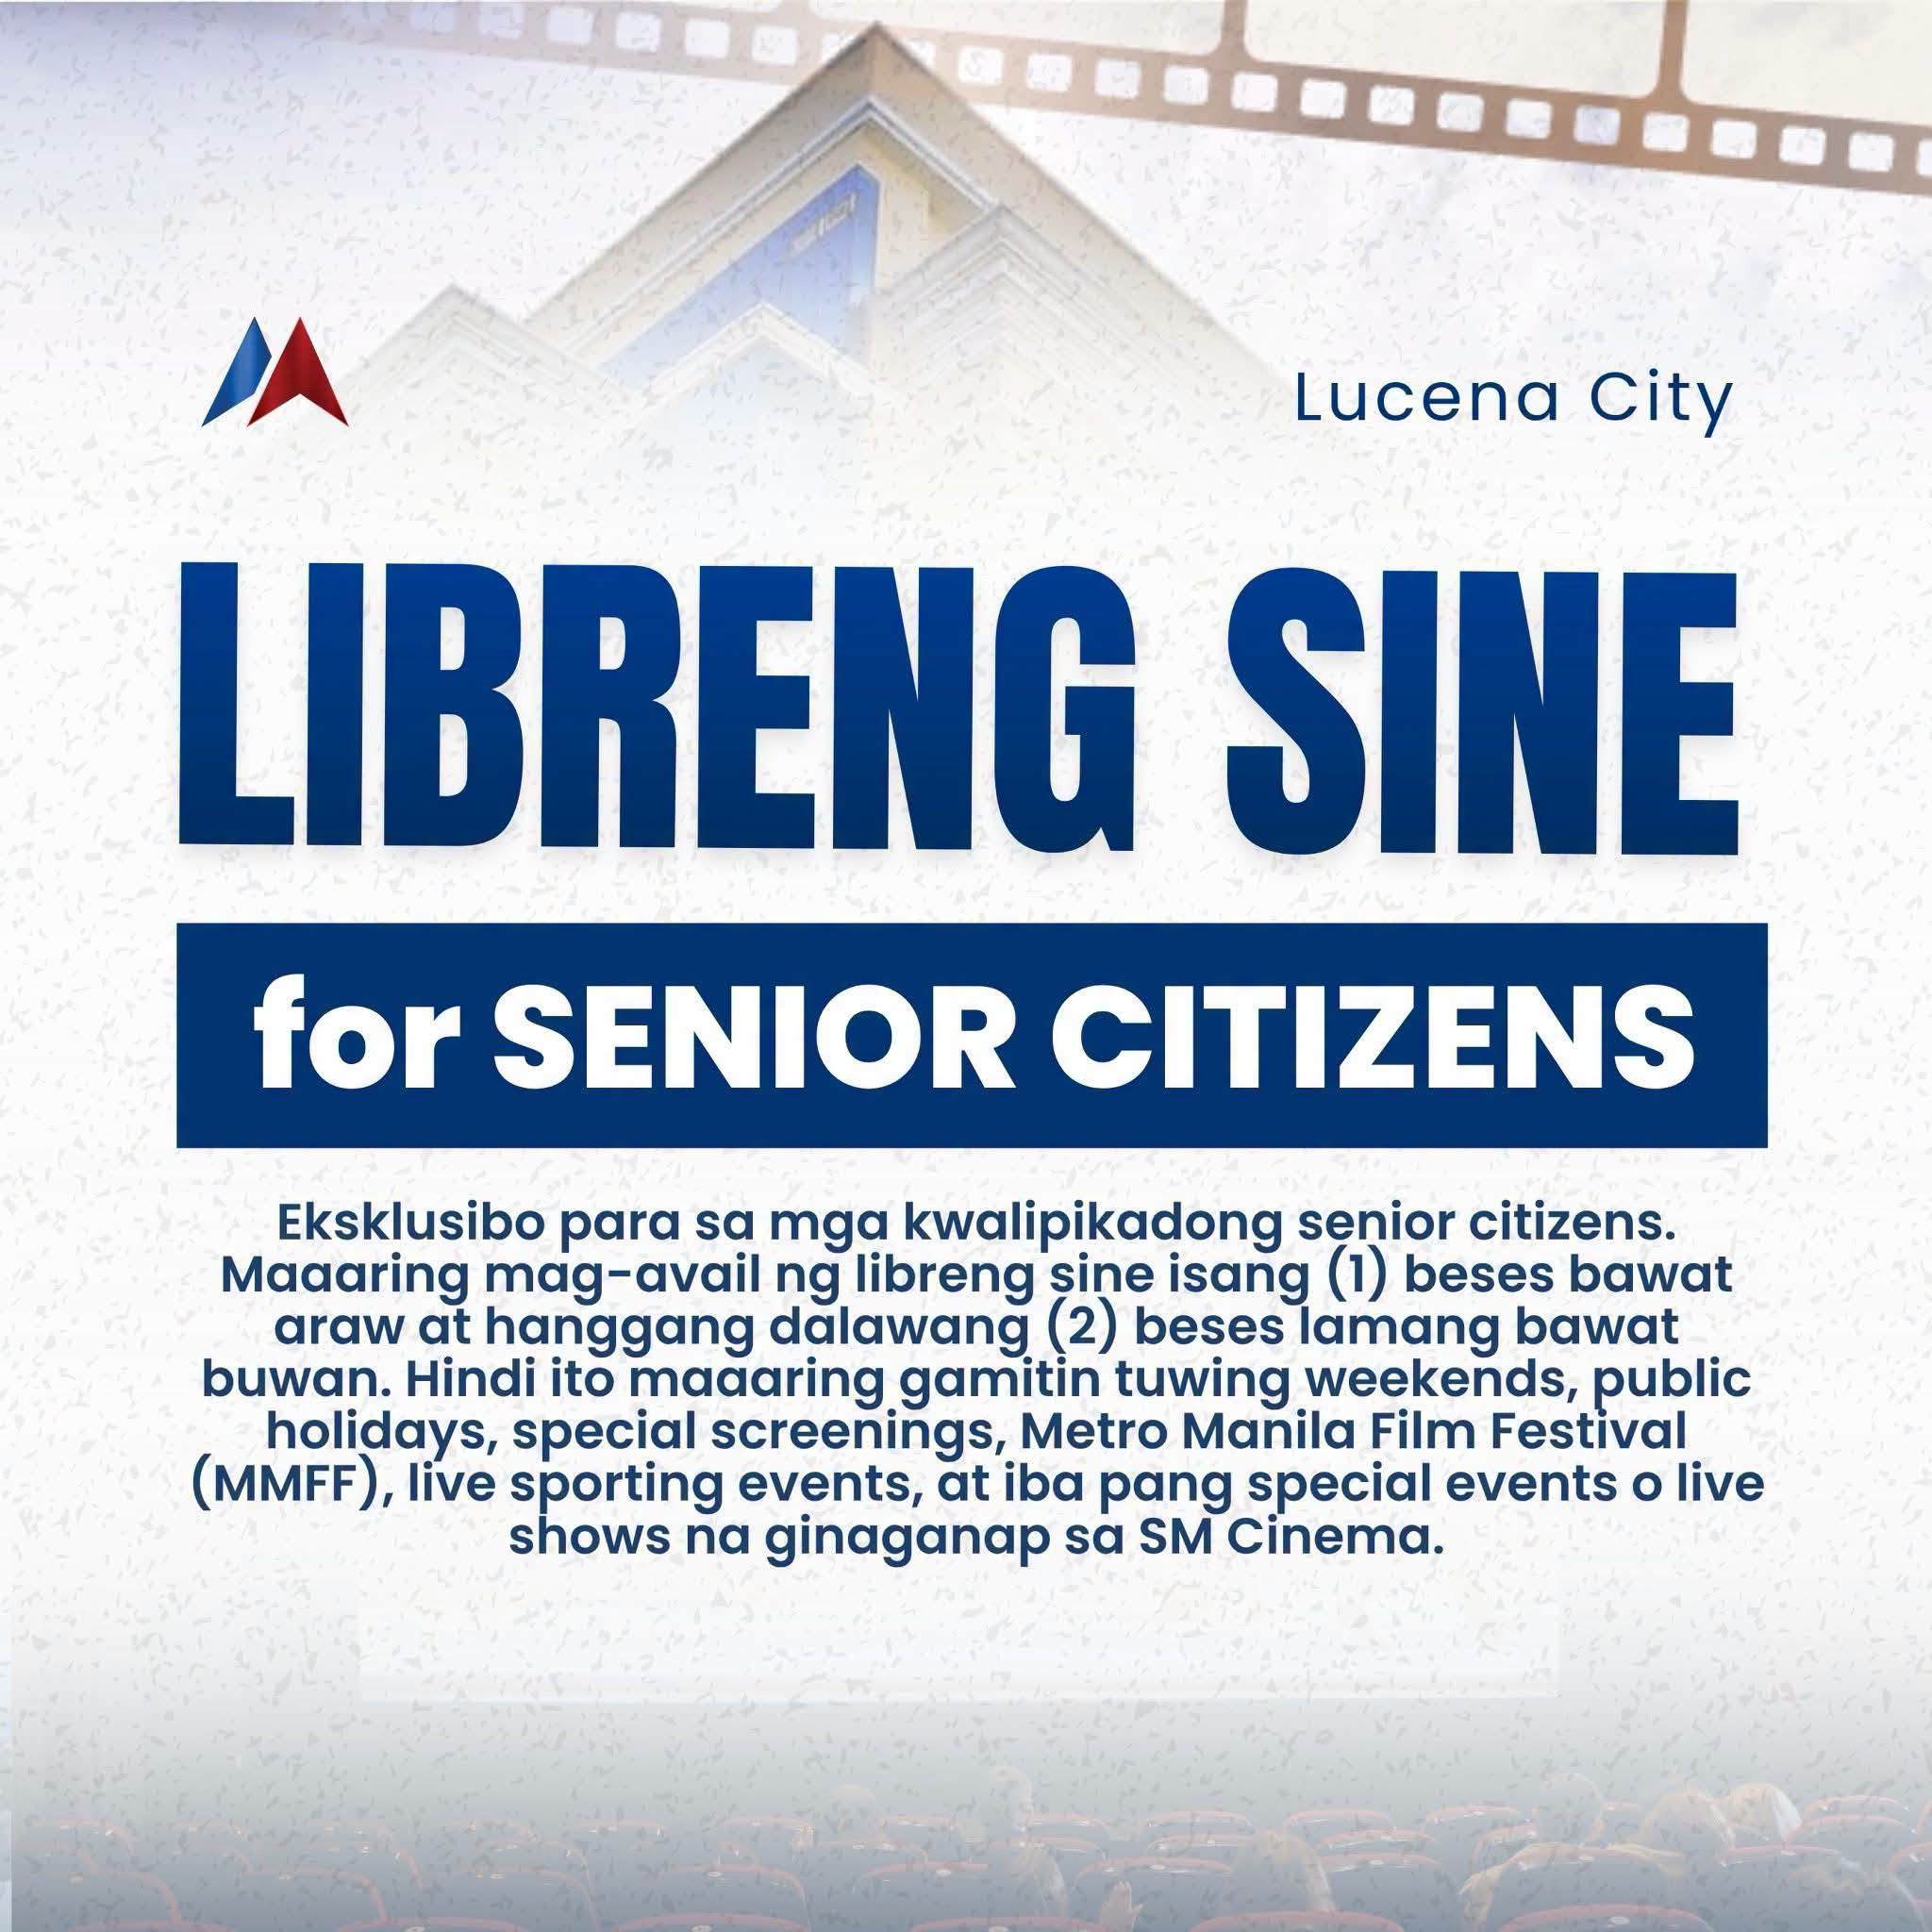 Lucena City
LIBRENG SINE
for SENIOR CITIZENS
Eksklusibo para sa mga kwalipikadong senior citizens.
Maaaring mag-avail ng libreng sine isang (1) beses bawat
araw at hanggang dalawang (2) beses lamang bawat
buwan. Hindi ito maaaring gamitin tuwing weekends, public
holidays, special screenings, Metro Manila Film Festival
(MMFF), live sporting events, at iba pang special events o live
shows na ginaganap sa SM Cinema.